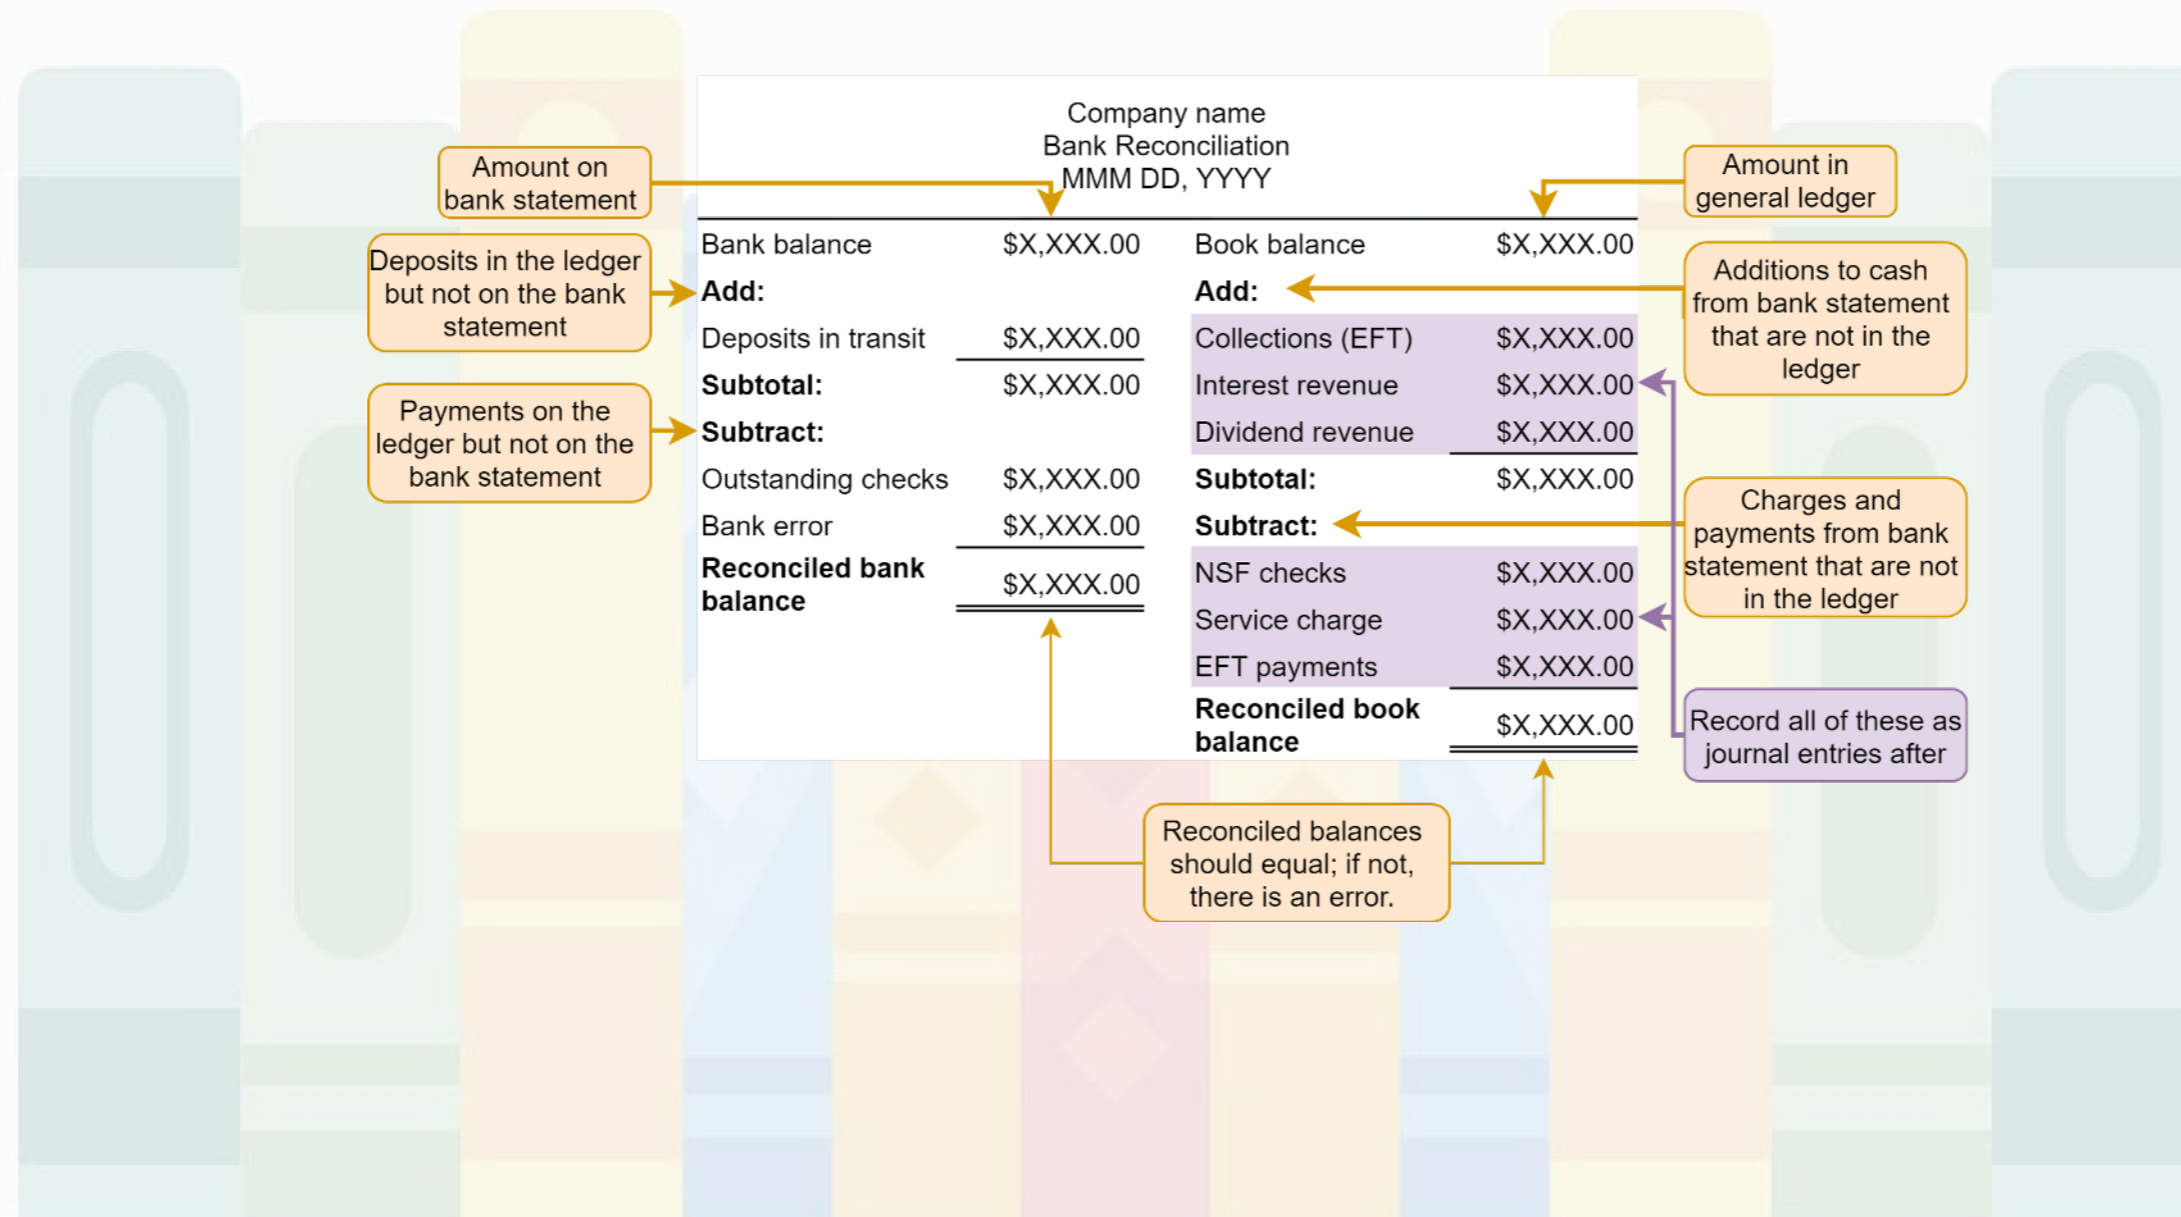 Company name
Bank Reconciliation
MMM DD, YYYY
Amount on
bank statement
Amount in
general ledger
Deposits in the ledger
but not on the bank
statement
Payments on the
ledger but not on the
bank statement
Bank balance $X,XXX.00
Add:
Deposits in transit $X,XXX.00
Subtotal: $X,XXX.00
Subtract:
Outstanding checks $X,XXX.00
Bank error $X,XXX.00
Reconciled bank
balance $X,XXX.00
Book balance $X,XXX.00
Add:
Collections (EFT) $X,XXX.00
Interest revenue $X,XXX.00
Dividend revenue $X,XXX.00
Subtotal: $X,XXX.00
Subtract:
NSF checks $X,XXX.00
Service charge $X,XXX.00
EFT payments $X,XXX.00
Reconciled book
balance $X,XXX.00
Additions to cash
from bank statement
that are not in the
ledger
Charges and
payments from bank
statement that are not
in the ledger
Record all of these as
journal entries after
Reconciled balances
should equal; if not,
there is an error.